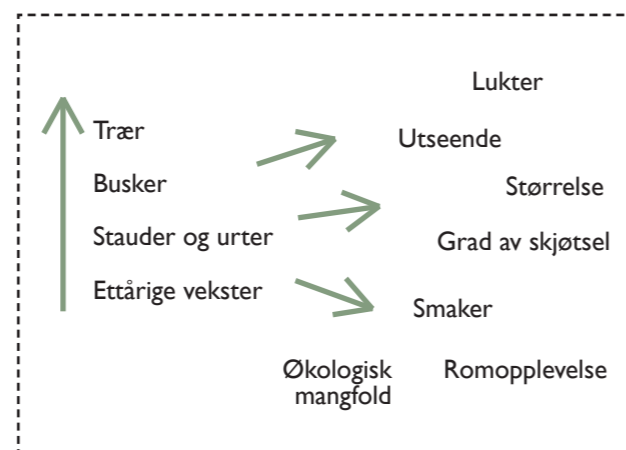 Lukter
Trær
Utseende
Busker
Størrelse
Stauder og urter
Grad av skjøtsel
Ettårige vekster
Smaker
Økologisk
mangfold
Romopplevelse